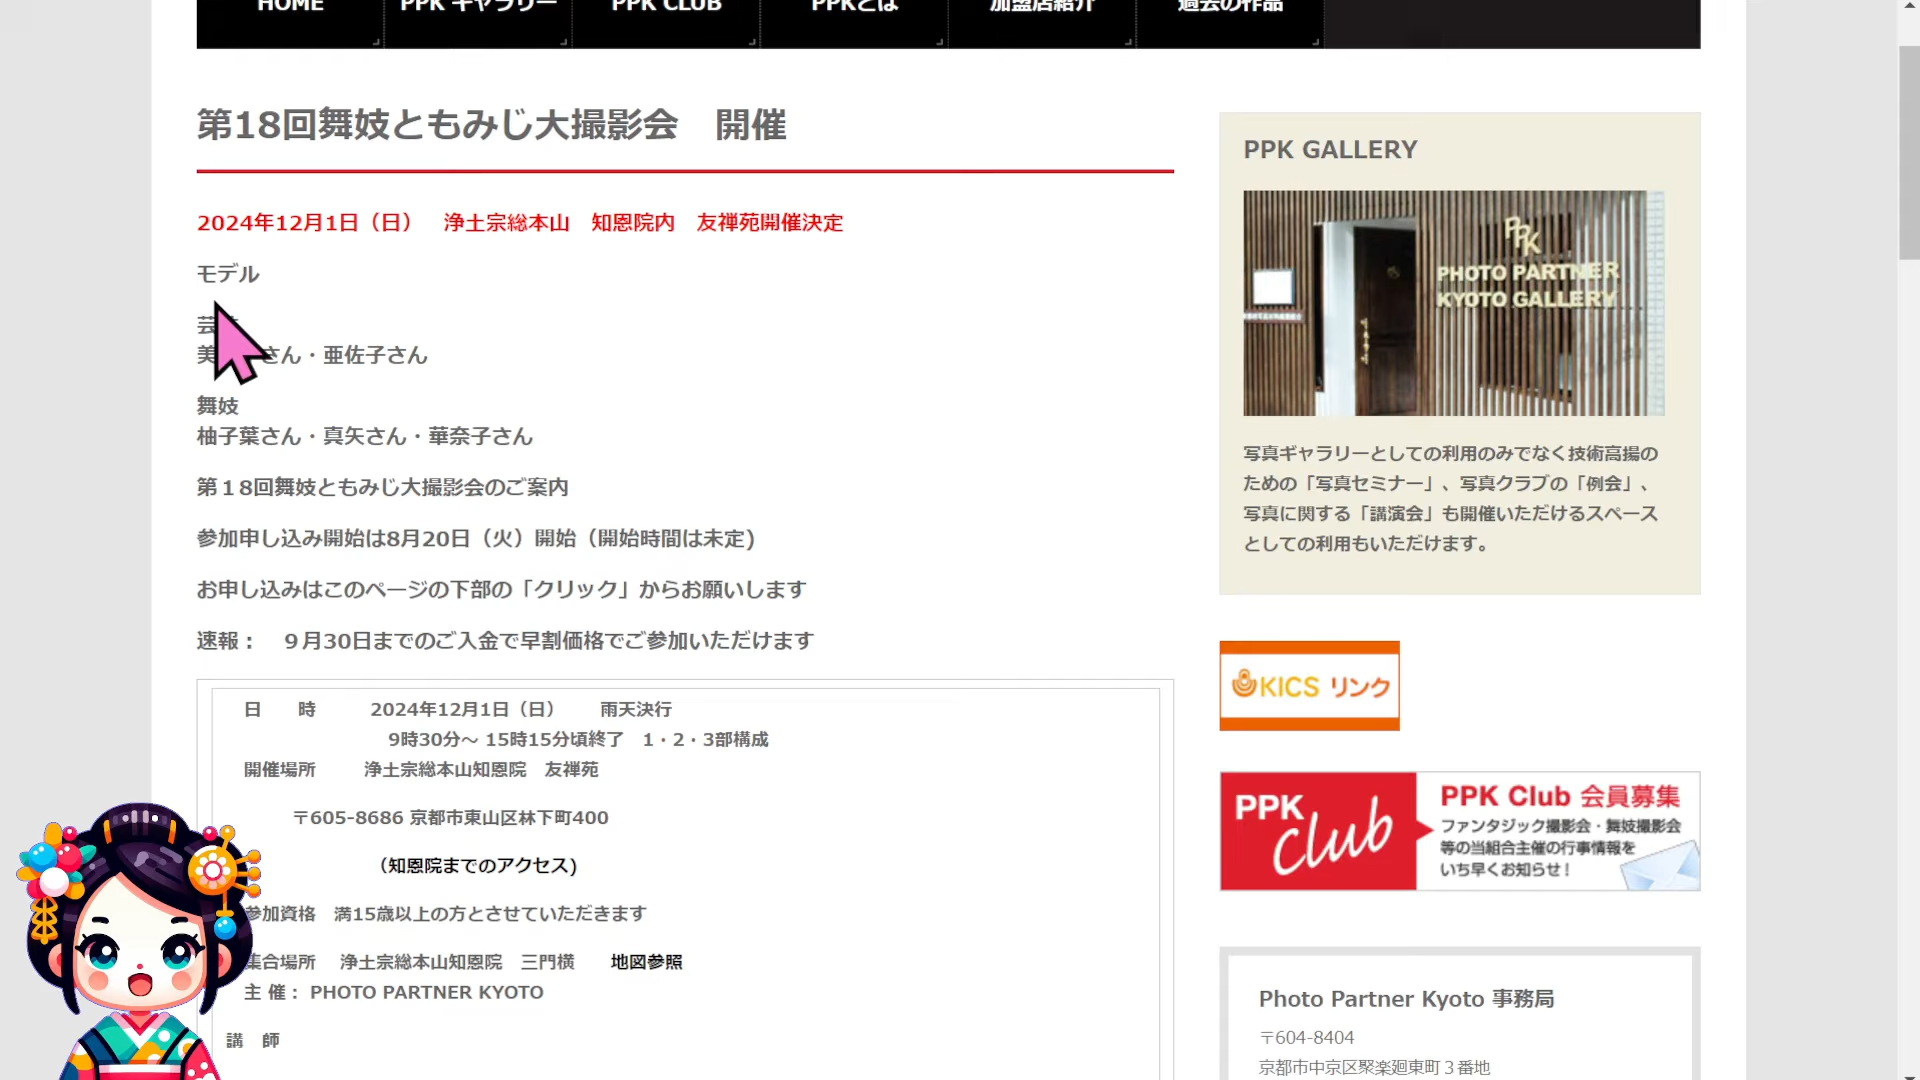 HOME
PPK ギャラリー
PPK CLUB
PPKとは
加盟店紹介
過去の作品
第18回舞妓ともみじ大撮影会　開催
2024年12月1日（日）　浄土宗総本山　知恩院内　友禅苑開催決定
モデル
芸
美 さん・亜佐子さん
舞妓
柚子葉さん・真矢さん・華奈子さん
第１8回舞妓ともみじ大撮影会のご案内
参加申し込み開始は8月20日（火）開始（開始時間は未定)
お申し込みはこのページの下部の「クリック」からお願いします
速報：　９月30日までのご入金で早割価格でご参加いただけます
日　　時　　　2024年12月1日（日）　　雨天決行
9時30分～ 15時15分頃終了　1・2・3部構成
開催場所　　浄土宗総本山知恩院　友禅苑
〒605-8686 京都市東山区林下町400
（知恩院までのアクセス)
参加資格　満15歳以上の方とさせていただきます
集合場所　浄土宗総本山知恩院　三門横　　地図参照
主 催： PHOTO PARTNER KYOTO
講　師
PPK GALLERY
PPK
PHOTO PARTNER
KYOTO GALLERY
写真ギャラリーとしての利用のみでなく技術高揚の
ための「写真セミナー」、写真クラブの「例会」、
写真に関する「講演会」も開催いただけるスペース
としての利用もいただけます。
KICS リンク
PPK Club
PPK Club 会員募集
ファンタジック撮影会・舞妓撮影会
等の当組合主催の行事情報を
いち早くお知らせ！
Photo Partner Kyoto 事務局
〒604-8404
京都市中京区聚楽廻東町３番地